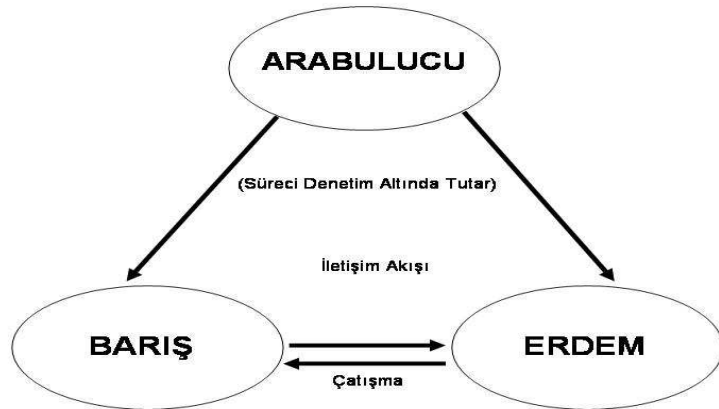 ARABULUCU
(Süreci Denetim Altında Tutar)
İletişim Akışı
BARIŞ
ERDEM
Çatışma